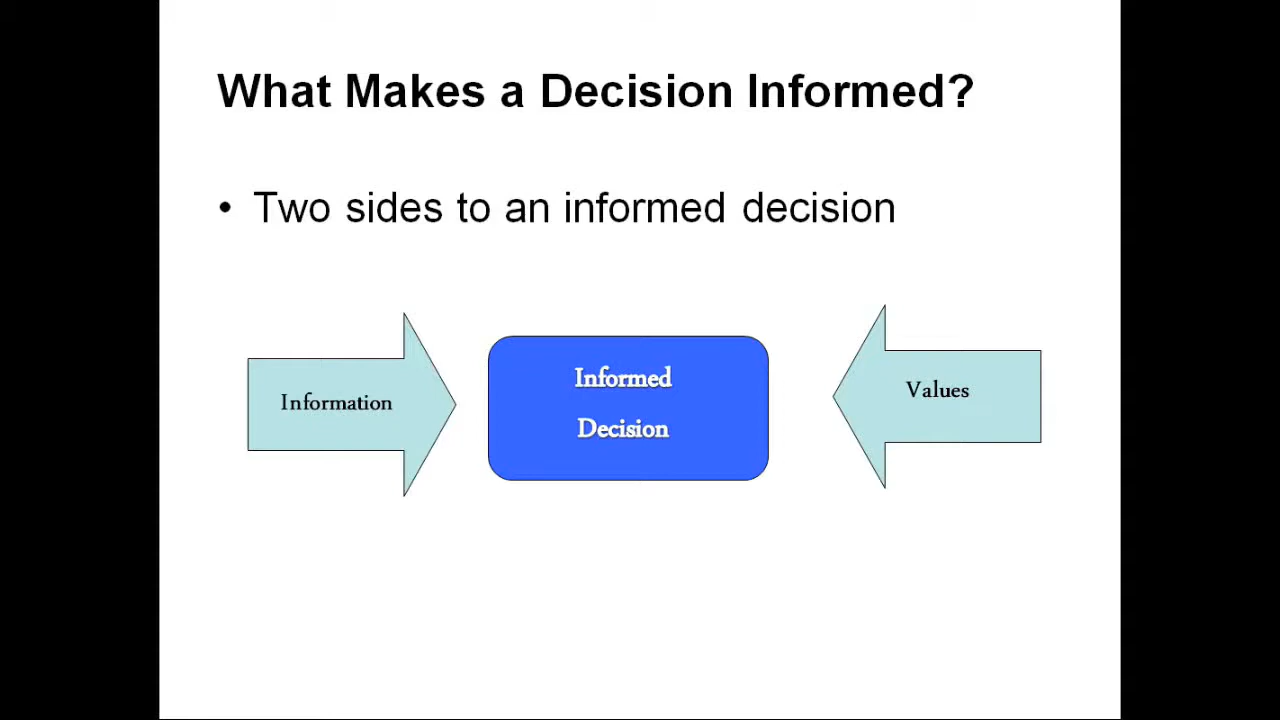 What Makes a Decision Informed?
• Two sides to an informed decision
Information
Informed
Decision
Values